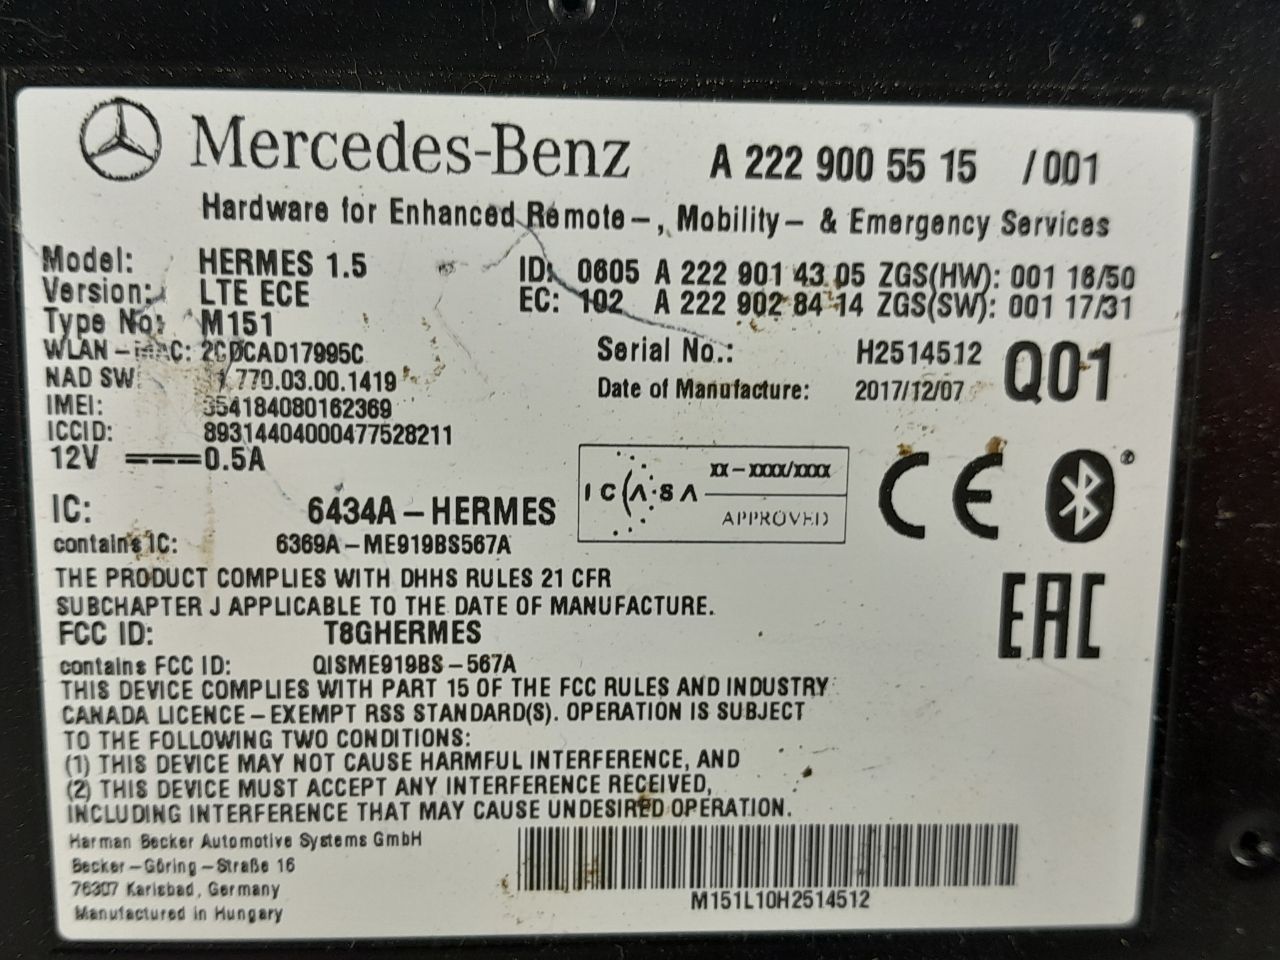 Mercedes-Benz A 222 900 55 15 /001
Hardware for Enhanced Remote-, Mobility- & Emergency Services
Model: HERMES 1.5
Version: LTE ECE
Type No: M151
ID: 0605 A 222 901 43 05 ZGS(HW): 001 16/50
EC: 102 A 222 902 84 14 ZGS(SW): 001 17/31
WLAN-MAC: 2CDCAD17995C
NAD SW: 1.770.03.00.1419
IMEI: 354184080162369
ICCID: 89314404000477528211
12V 0.5A
Serial No.: H2514512
Date of Manufacture: 2017/12/07
Q01
ICASA
XX-XXXX/XXXX
APPROVED
CE
IC: 6434A-HERMES
contains IC: 6369A-ME919BS567A
THE PRODUCT COMPLIES WITH DHHS RULES 21 CFR
SUBCHAPTER J APPLICABLE TO THE DATE OF MANUFACTURE.
EAC
FCC ID: T8GHERMES
contains FCC ID: QISME919BS-567A
THIS DEVICE COMPLIES WITH PART 15 OF THE FCC RULES AND INDUSTRY
CANADA LICENCE-EXEMPT RSS STANDARD(S). OPERATION IS SUBJECT
TO THE FOLLOWING TWO CONDITIONS:
(1) THIS DEVICE MAY NOT CAUSE HARMFUL INTERFERENCE, AND
(2) THIS DEVICE MUST ACCEPT ANY INTERFERENCE RECEIVED,
INCLUDING INTERFERENCE THAT MAY CAUSE UNDESIRED OPERATION.
Harman Becker Automotive Systems GmbH
Becker-Göring-Straße 16
76307 Karlsbad, Germany
Manufactured in Hungary
M151L10H2514512